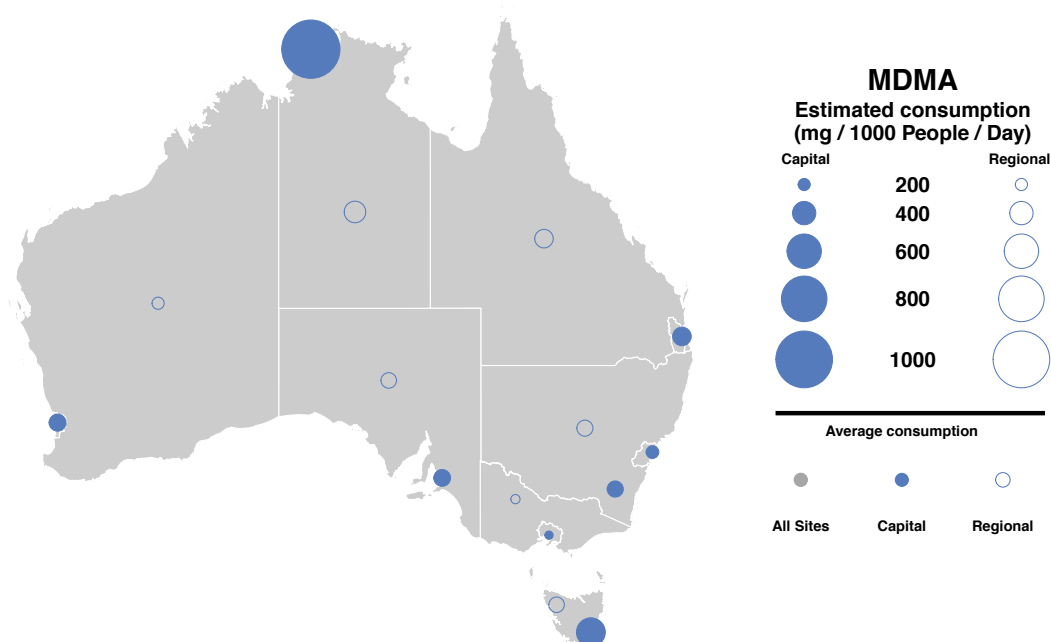 MDMA
Estimated consumption
(mg / 1000 People / Day)
Capital Regional
200
400
600
800
1000
Average consumption
All Sites Capital Regional